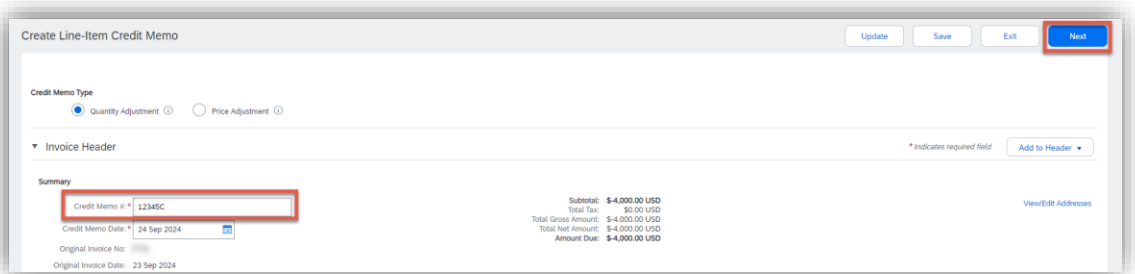 Create Line-Item Credit Memo
Update Save Exit Next
Credit Memo Type
Quantity Adjustment Price Adjustment
Invoice Header
* Indicates required field Add to Header
Summary
Credit Memo #: * 12345C
Credit Memo Date: * 24 Sep 2024
Original Invoice No:
Original Invoice Date: 23 Sep 2024
Subtotal: $-4,000.00 USD
Total Tax: $0.00 USD
Total Gross Amount: $-4,000.00 USD
Total Net Amount: $-4,000.00 USD
Amount Due: $-4,000.00 USD
View/Edit Addresses